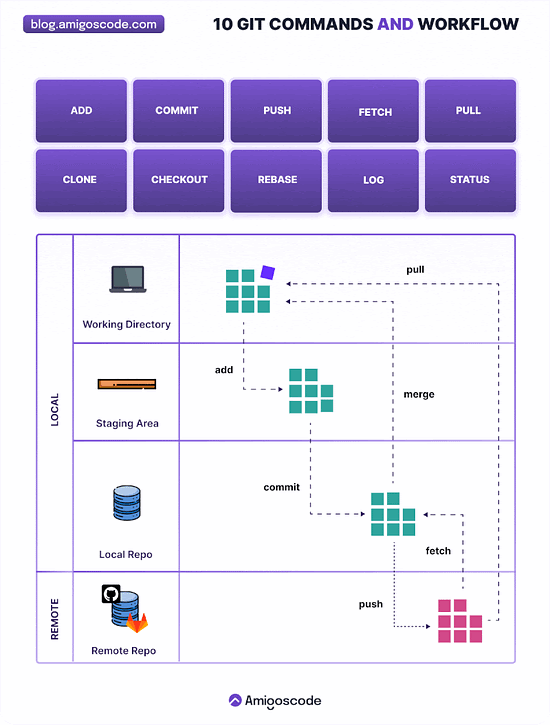 blog.amigoscode.com
10 GIT COMMANDS AND WORKFLOW
ADD
COMMIT
PUSH
FETCH
PULL
CLONE
CHECKOUT
REBASE
LOG
STATUS
LOCAL
Working Directory
pull
add
Staging Area
merge
commit
Local Repo
fetch
REMOTE
push
Remote Repo
Amigoscode